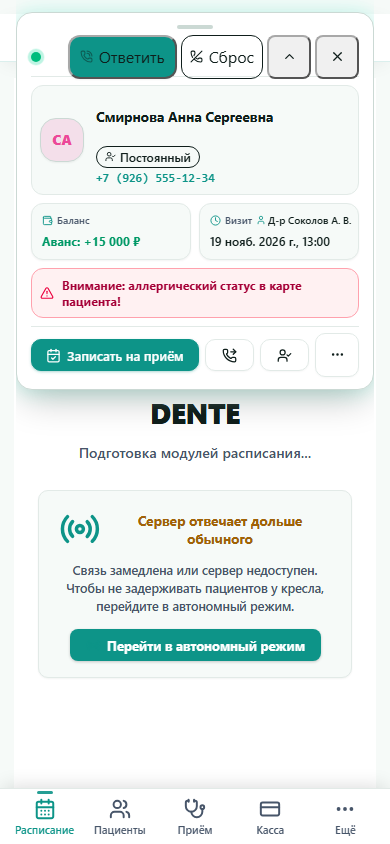 Ответить
Сброс
СА
Смирнова Анна Сергеевна
Постоянный
+7 (926) 555-12-34
Баланс
Аванс: +15 000 ₽
Визит Д-р Соколов А. В.
19 нояб. 2026 г., 13:00
Внимание: аллергический статус в карте
пациента!
Записать на приём
DENTE
Подготовка модулей расписания...
Сервер отвечает дольше
обычного
Связь замедлена или сервер недоступен.
Чтобы не задерживать пациентов у кресла,
перейдите в автономный режим.
Перейти в автономный режим
Расписание
Пациенты
Приём
Касса
Ещё